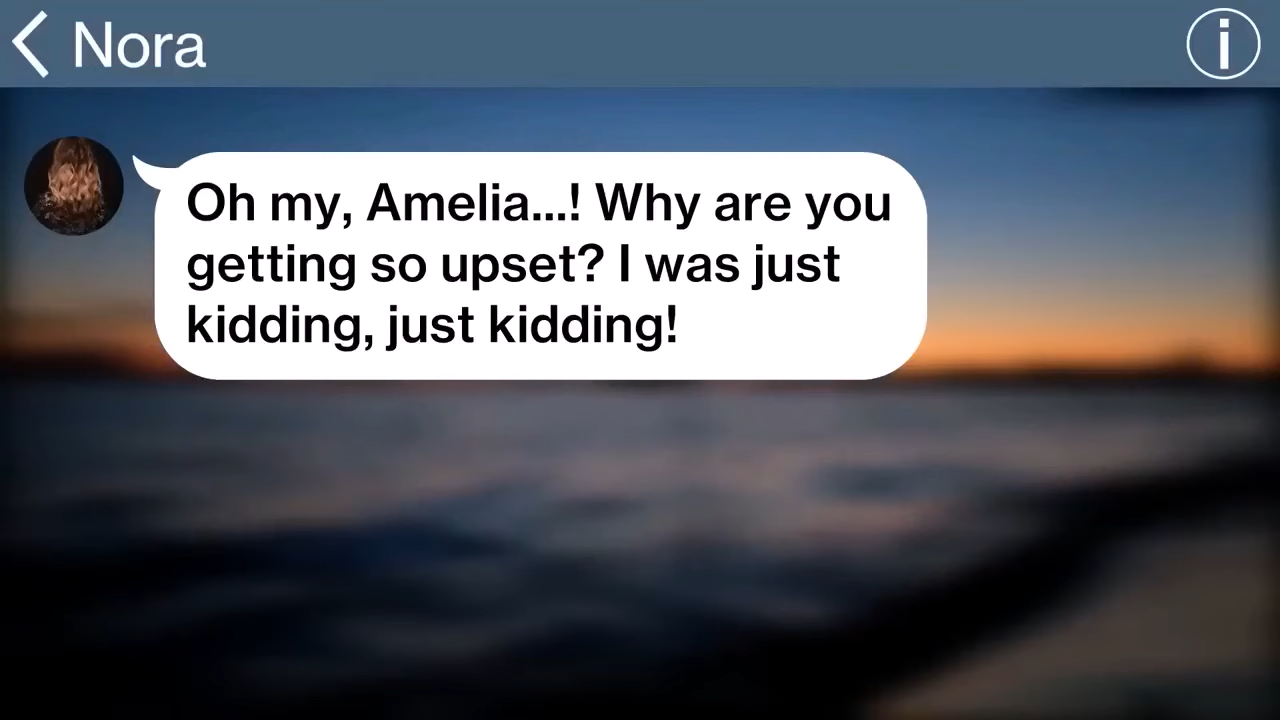 Nora
Oh my, Amelia...! Why are you
getting so upset? I was just
kidding, just kidding!